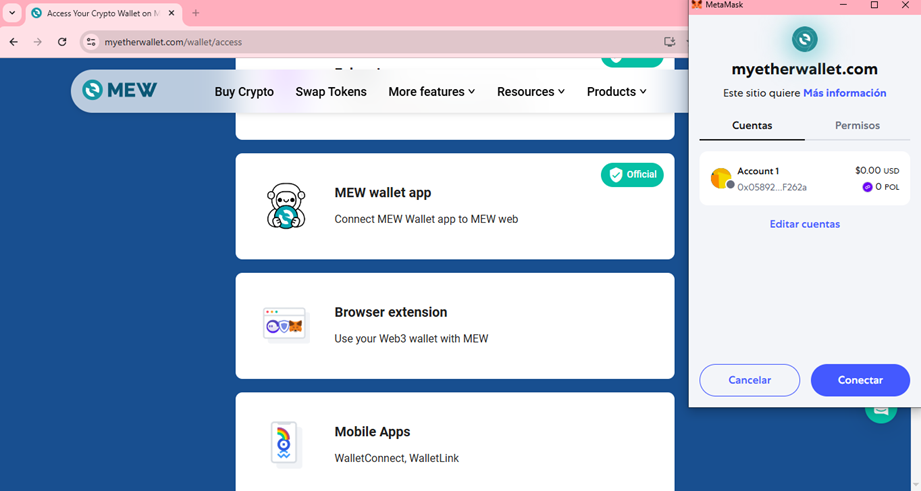 Access Your Crypto Wallet on M
myetherwallet.com/wallet/access
MEW
Buy Crypto
Swap Tokens
More features
Resources
Products
MEW wallet app
Official
Connect MEW Wallet app to MEW web
Browser extension
Use your Web3 wallet with MEW
Mobile Apps
WalletConnect, WalletLink
MetaMask
myetherwallet.com
Este sitio quiere Más información
Cuentas
Permisos
Account 1
$0.00 USD
0x05892...F262a
0 POL
Editar cuentas
Cancelar
Conectar